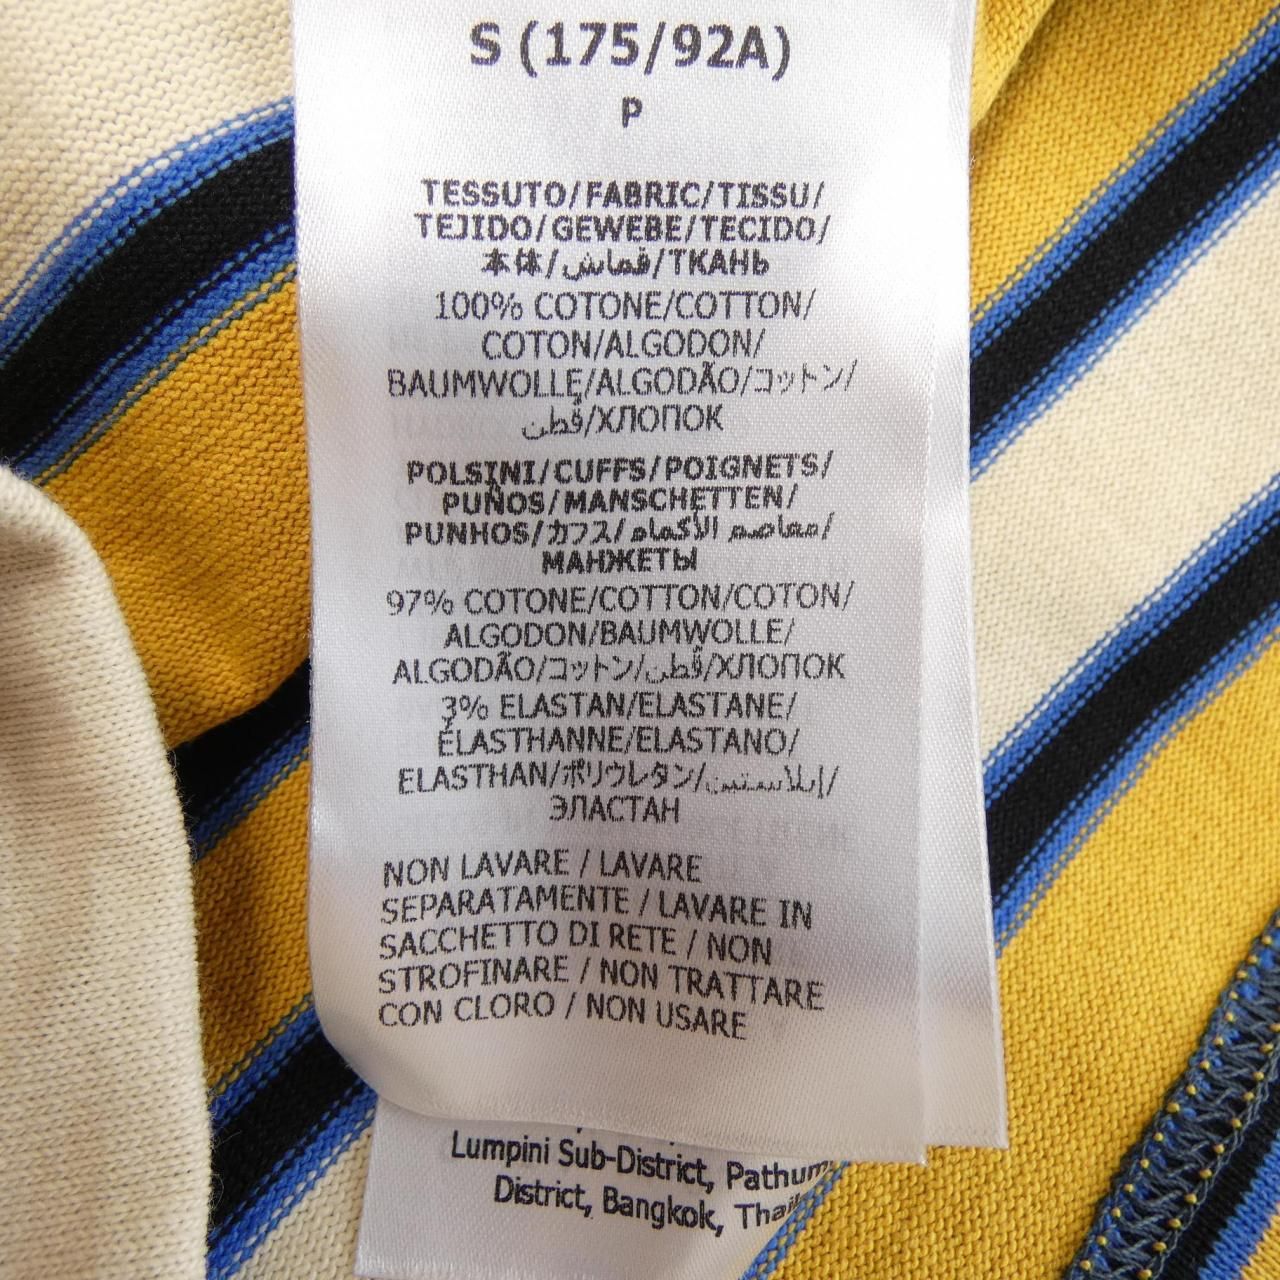 S (175/92A)
P
TESSUTO/FABRIC/TISSU/
TEJIDO/GEWEBE/TECIDO/
本体/قماش/ТКАНЬ
100% COTONE/COTTON/
COTON/ALGODON/
BAUMWOLLE/ALGODÃO/コットン/
قطن/ХЛОПОК
POLSINI/CUFFS/POIGNETS/
PUÑOS/MANSCHETTEN/
PUNHOS/カフス/معاصم الأكمام/
МАНЖЕТЫ
97% COTONE/COTTON/COTON/
ALGODON/BAUMWOLLE/
ALGODÃO/コットン/قطن/ХЛОПОК
3% ELASTAN/ELASTANE/
ÉLASTHANNE/ELASTANO/
ELASTHAN/ポリウレタン/إيلاستين/
ЭЛАСТАН
NON LAVARE / LAVARE
SEPARATAMENTE / LAVARE IN
SACCHETTO DI RETE / NON
STROFINARE / NON TRATTARE
CON CLORO / NON USARE
Lumpini Sub-District,
District, Bangkok,